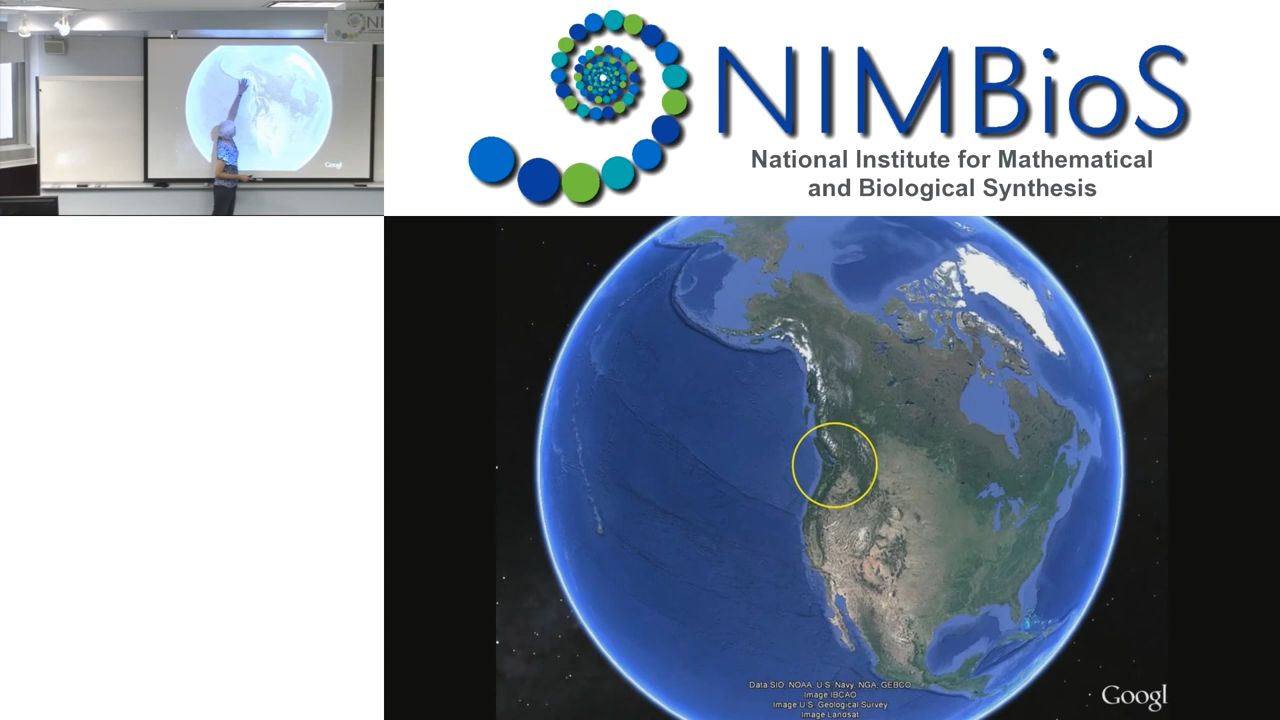 NIMBioS
National Institute for Mathematical
and Biological Synthesis
Data SIO, NOAA, U.S. Navy, NGA, GEBCO
Image IBCAO
Image U.S. Geological Survey
Image Landsat
Googl